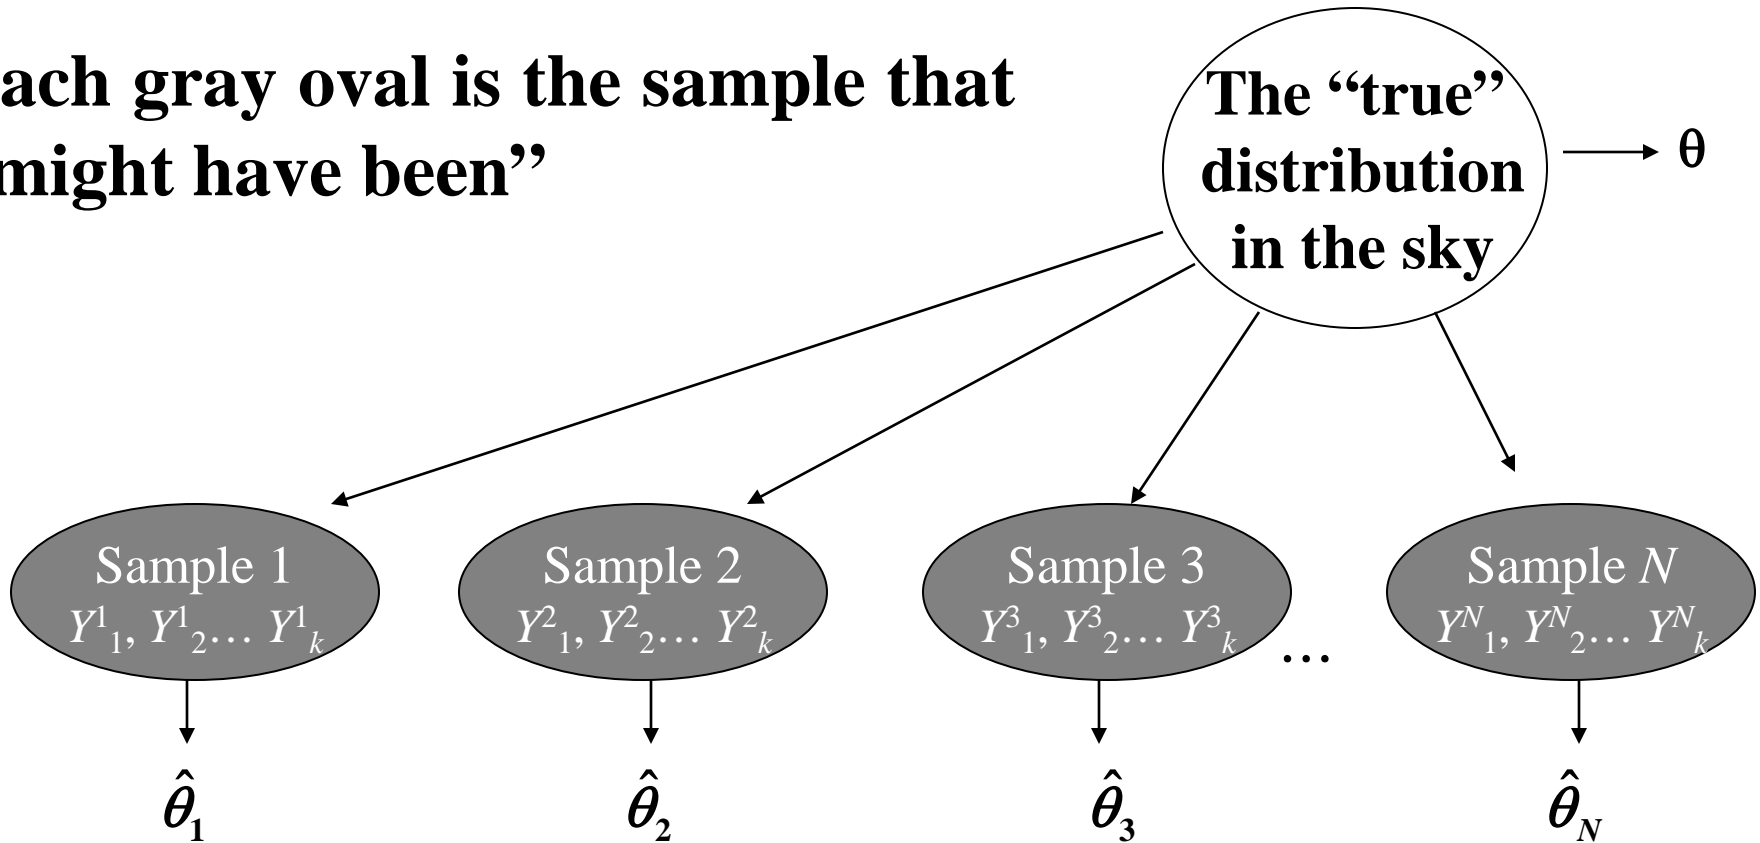 ach gray oval is the sample that
might have been”
The “true”
distribution
in the sky
θ
Sample 1
Y¹₁, Y¹₂… Y¹ₖ
Sample 2
Y²₁, Y²₂… Y²ₖ
Sample 3
Y³₁, Y³₂… Y³ₖ
…
Sample N
Yᴺ₁, Yᴺ₂… Yᴺₖ
θ̂₁
θ̂₂
θ̂₃
θ̂_N